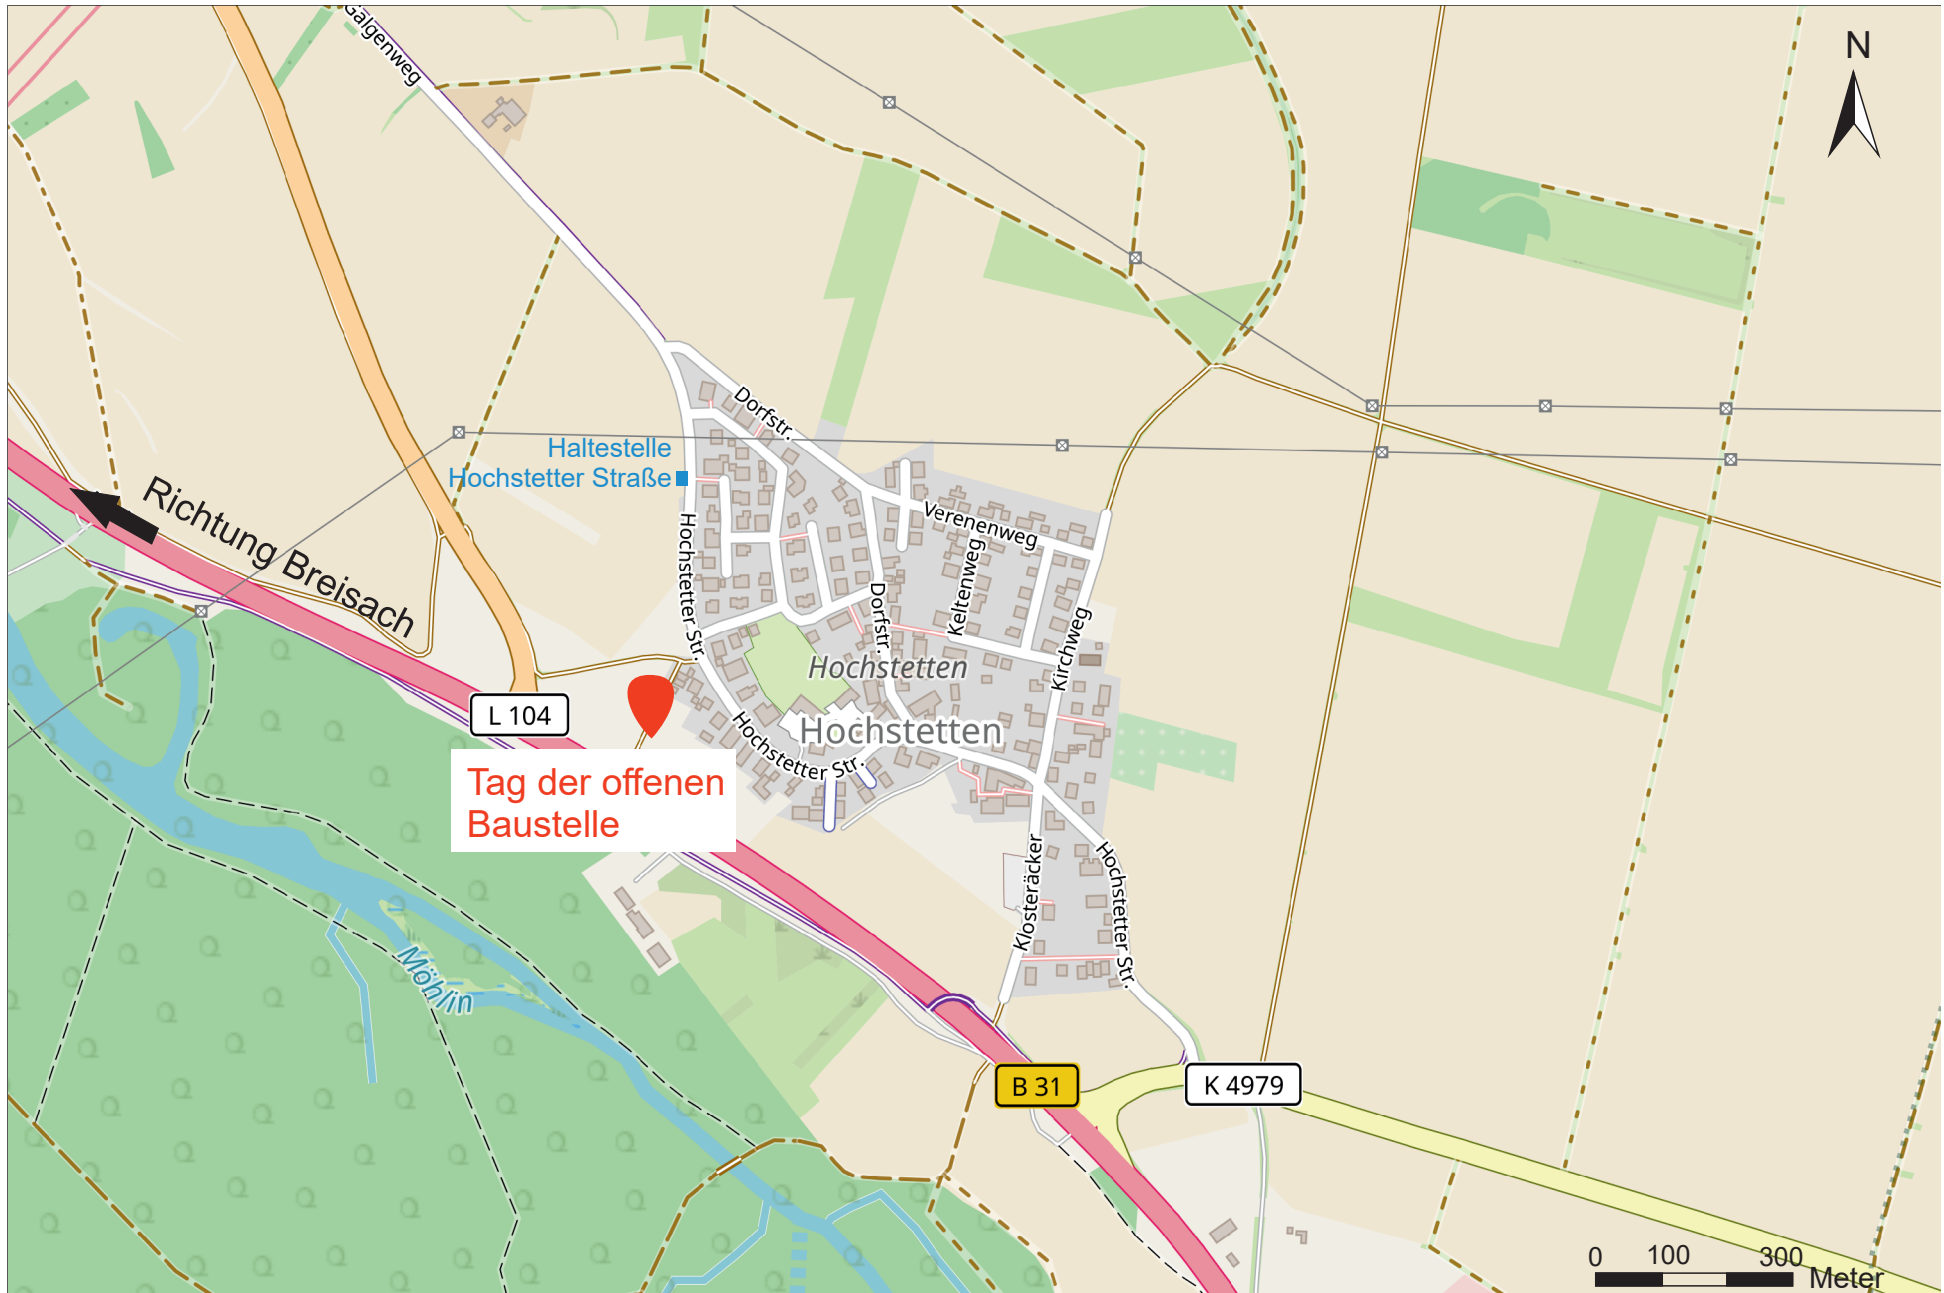 Galgenweg
N
Dorfstr.
Haltestelle
Hochstetter Straße
Richtung Breisach
Hochstetter Str.
Verenenweg
Keltenweg
Dorfstr.
Kirchweg
Hochstetten
L 104
Hochstetten
Hochstetter Str.
Tag der offenen
Baustelle
Klosteräcker
Hochstetter Str.
Möhlin
B 31
K 4979
0 100 300
Meter